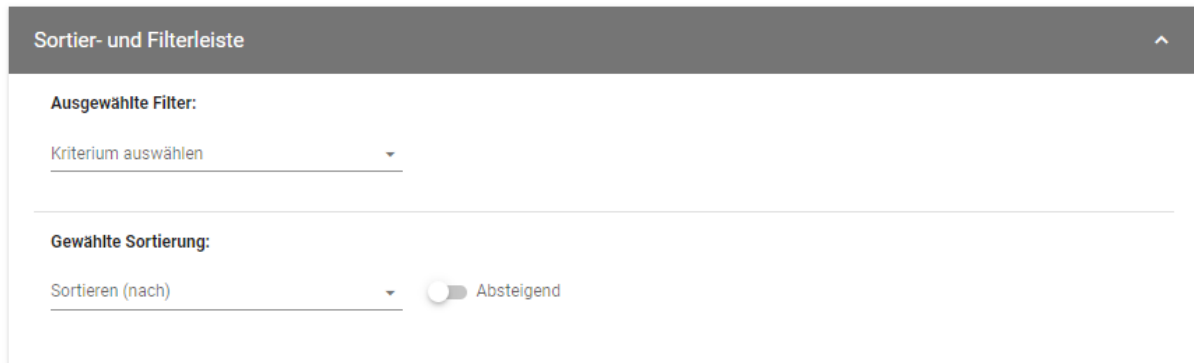 Sortier- und Filterleiste
Ausgewählte Filter:
Kriterium auswählen
Gewählte Sortierung:
Sortieren (nach)
Absteigend